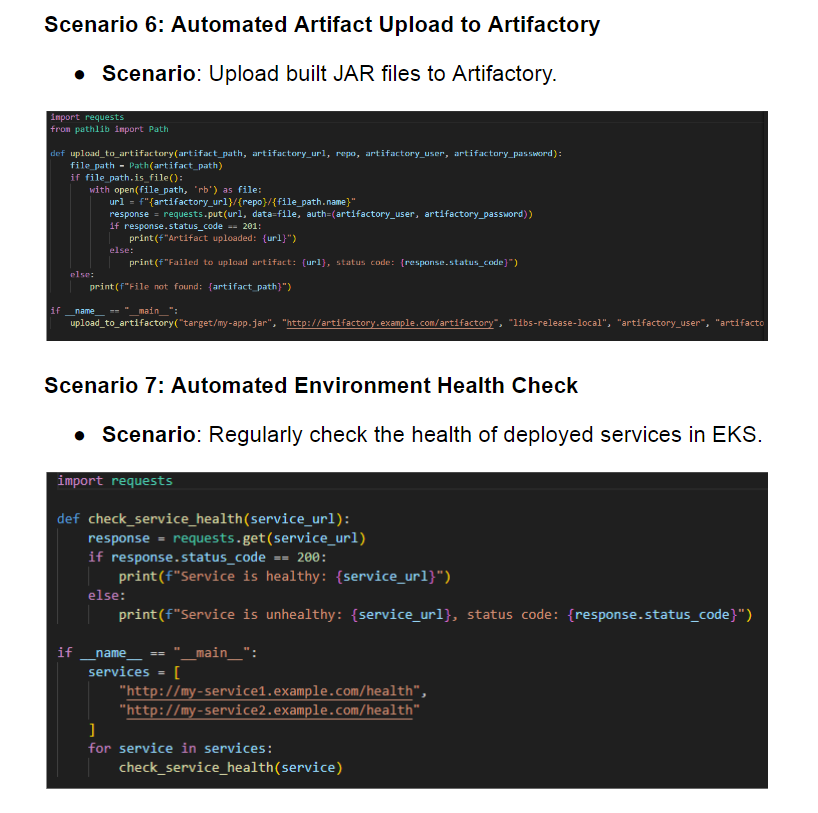 Scenario 6: Automated Artifact Upload to Artifactory
● Scenario: Upload built JAR files to Artifactory.
import requests
from pathlib import Path
def upload_to_artifactory(artifact_path, artifactory_url, repo, artifactory_user, artifactory_password):
    file_path = Path(artifact_path)
    if file_path.is_file():
        with open(file_path, 'rb') as file:
            url = f"{artifactory_url}/{repo}/{file_path.name}"
            response = requests.put(url, data=file, auth=(artifactory_user, artifactory_password))
            if response.status_code == 201:
                print(f"Artifact uploaded: {url}")
            else:
                print(f"Failed to upload artifact: {url}, status code: {response.status_code}")
    else:
        print(f"File not found: {artifact_path}")
if __name__ == "__main__":
    upload_to_artifactory("target/my-app.jar", "http://artifactory.example.com/artifactory", "libs-release-local", "artifactory_user", "artifacto
Scenario 7: Automated Environment Health Check
● Scenario: Regularly check the health of deployed services in EKS.
import requests
def check_service_health(service_url):
    response = requests.get(service_url)
    if response.status_code == 200:
        print(f"Service is healthy: {service_url}")
    else:
        print(f"Service is unhealthy: {service_url}, status code: {response.status_code}")
if __name__ == "__main__":
    services = [
        "http://my-service1.example.com/health",
        "http://my-service2.example.com/health"
    ]
    for service in services:
        check_service_health(service)